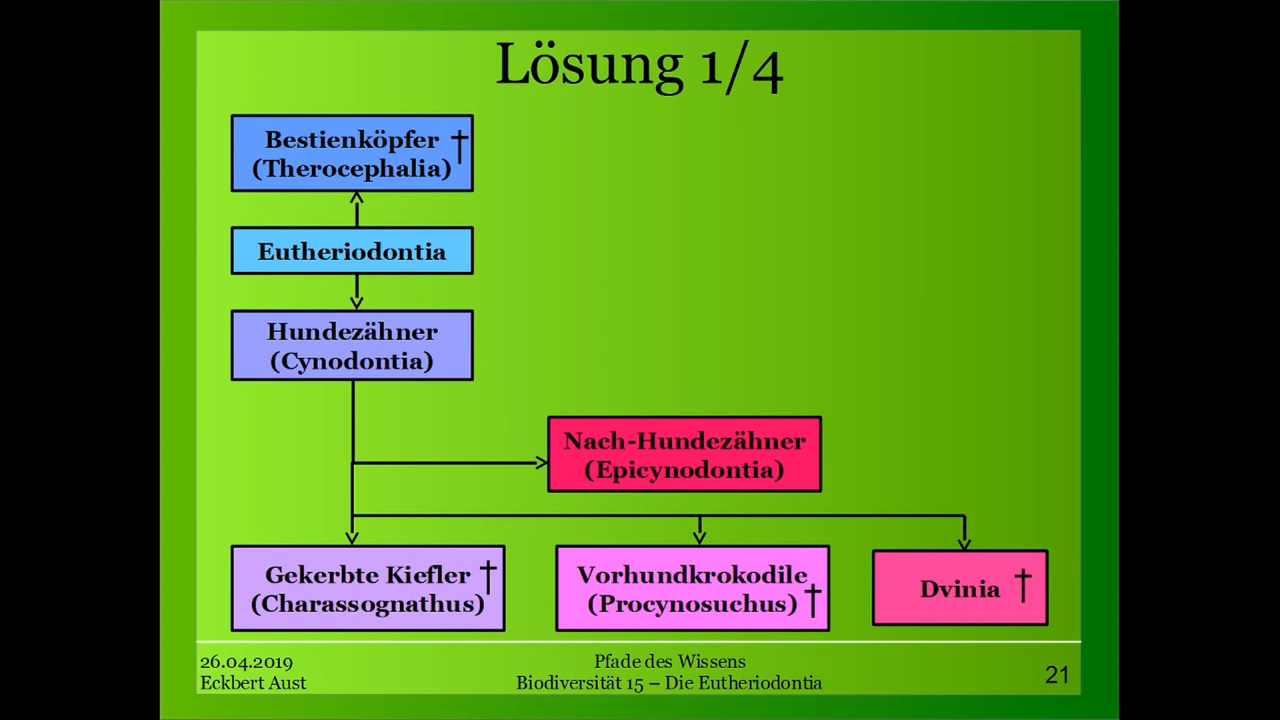 Lösung 1/4
Bestienköpfer †
(Therocephalia)
Eutheriodontia
Hundezähner
(Cynodontia)
Nach-Hundezähner
(Epicynodontia)
Gekerbte Kiefler †
(Charassognathus)
Vorhundkrokodile
(Procynosuchus) †
Dvinia †
26.04.2019
Eckbert Aust
Pfade des Wissens
Biodiversität 15 – Die Eutheriodontia
21